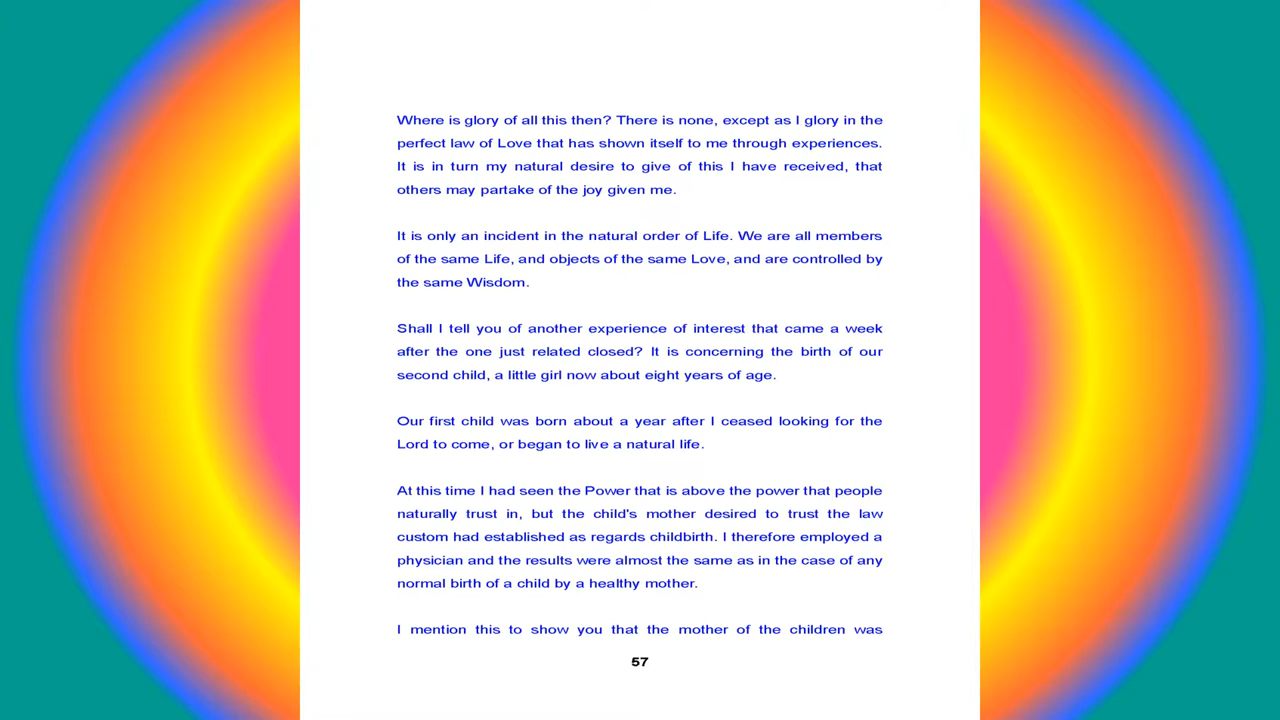 Where is glory of all this then? There is none, except as I glory in the
perfect law of Love that has shown itself to me through experiences.
It is in turn my natural desire to give of this I have received, that
others may partake of the joy given me.
It is only an incident in the natural order of Life. We are all members
of the same Life, and objects of the same Love, and are controlled by
the same Wisdom.
Shall I tell you of another experience of interest that came a week
after the one just related closed? It is concerning the birth of our
second child, a little girl now about eight years of age.
Our first child was born about a year after I ceased looking for the
Lord to come, or began to live a natural life.
At this time I had seen the Power that is above the power that people
naturally trust in, but the child's mother desired to trust the law
custom had established as regards childbirth. I therefore employed a
physician and the results were almost the same as in the case of any
normal birth of a child by a healthy mother.
I mention this to show you that the mother of the children was
57